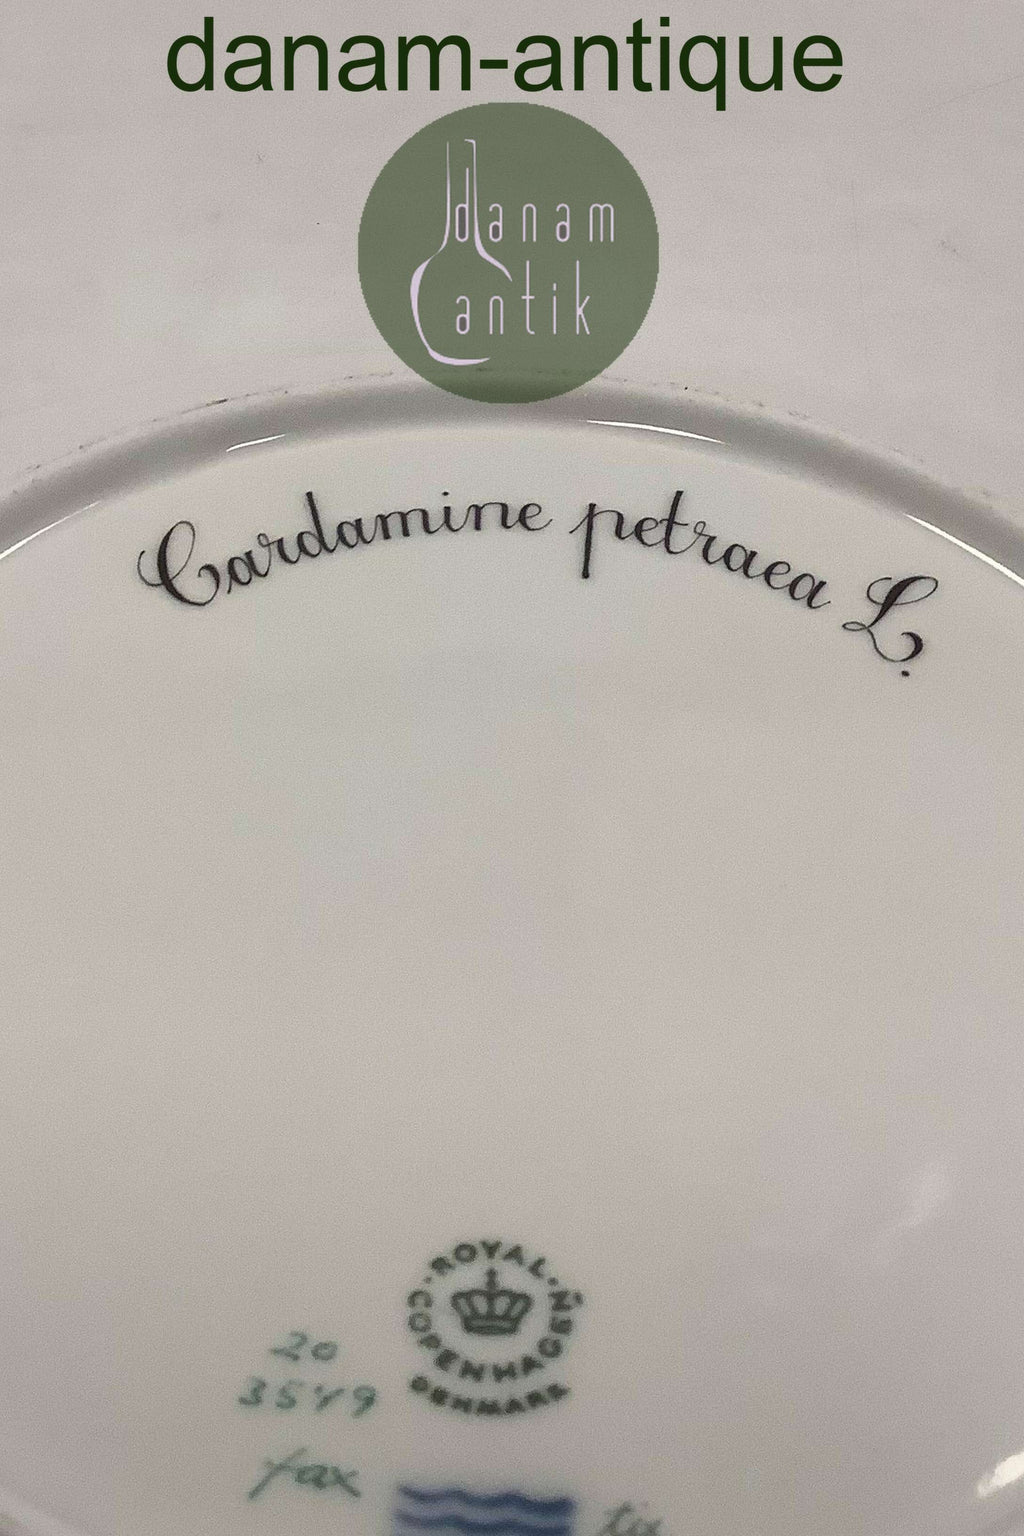 danam-antique
danam
antik
Cardamine petraea L.
ROYAL COPENHAGEN
DENMARK
20
3549
fax